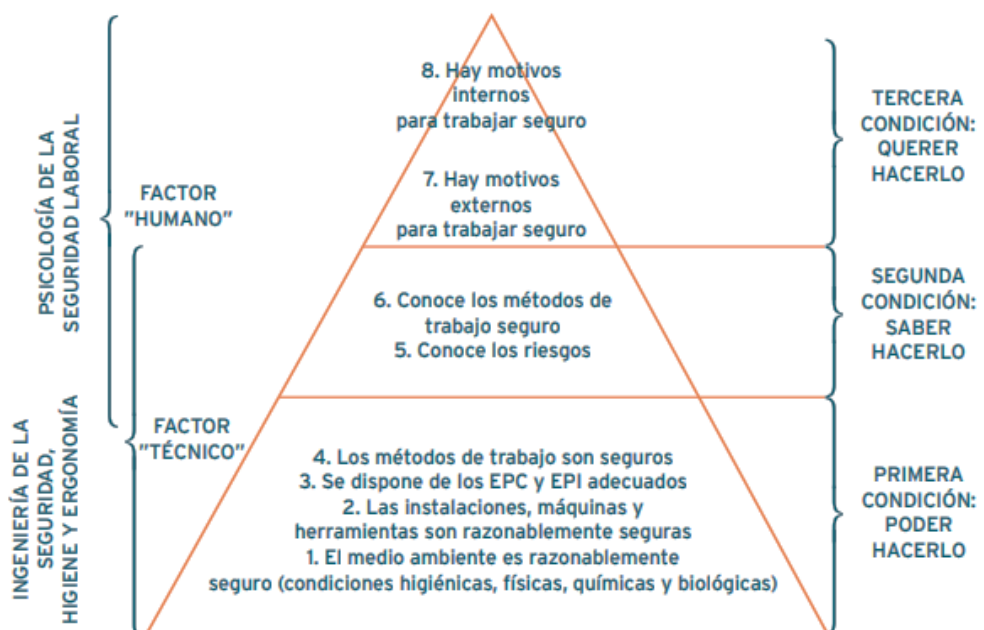 PSICOLOGÍA DE LA
SEGURIDAD LABORAL
INGENIERÍA DE LA
SEGURIDAD,
HIGIENE Y ERGONOMÍA
FACTOR
"HUMANO"
FACTOR
"TÉCNICO"
8. Hay motivos
internos
para trabajar seguro
7. Hay motivos
externos
para trabajar seguro
6. Conoce los métodos de
trabajo seguro
5. Conoce los riesgos
4. Los métodos de trabajo son seguros
3. Se dispone de los EPC y EPI adecuados
2. Las instalaciones, máquinas y
herramientas son razonablemente seguras
1. El medio ambiente es razonablemente
seguro (condiciones higiénicas, físicas, químicas y biológicas)
TERCERA
CONDICIÓN:
QUERER
HACERLO
SEGUNDA
CONDICIÓN:
SABER
HACERLO
PRIMERA
CONDICIÓN:
PODER
HACERLO